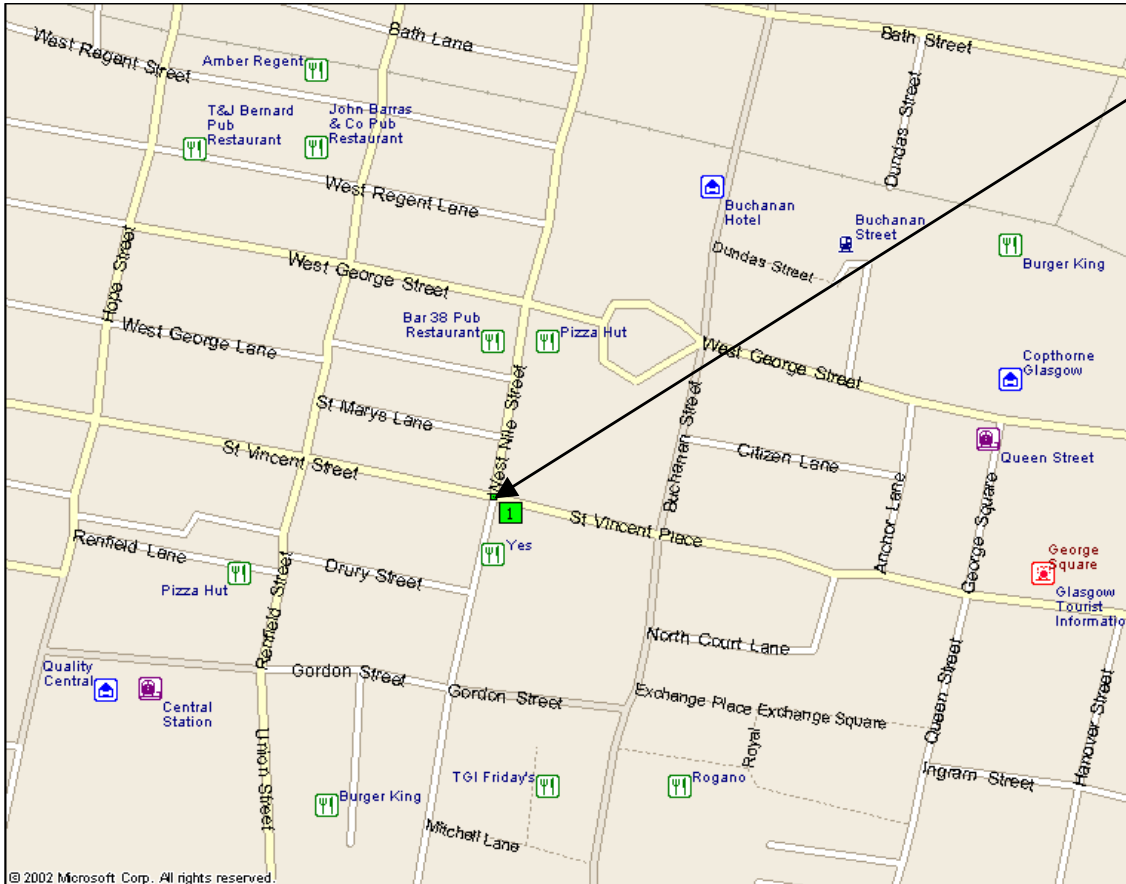 Bath Lane
Bath Street
West Regent Street
Amber Regent
Dundas Street
T&J Bernard
Pub
Restaurant
John Barras
& Co Pub
Restaurant
West Regent Lane
Buchanan
Hotel
Buchanan
Street
Dundas Street
Burger King
Hope Street
West George Street
Bar 38 Pub
Restaurant
Pizza Hut
West George Lane
West George Street
Copthorne
Glasgow
West Nile Street
St Marys Lane
Buchanan Street
Citizen Lane
Queen Street
St Vincent Street
1
St Vincent Place
Anchor Lane
George Square
Renfield Lane
Drury Street
Yes
George
Square
Pizza Hut
Glasgow
Tourist
Informatio
Renfield Street
North Court Lane
Quality
Central
Central
Station
Gordon Street
Gordon Street
Exchange Place Exchange Square
Queen Street
Hanover Street
Royal
Union Street
TGI Friday's
Rogano
Ingram Street
Burger King
Mitchell Lane
© 2002 Microsoft Corp. All rights reserved.